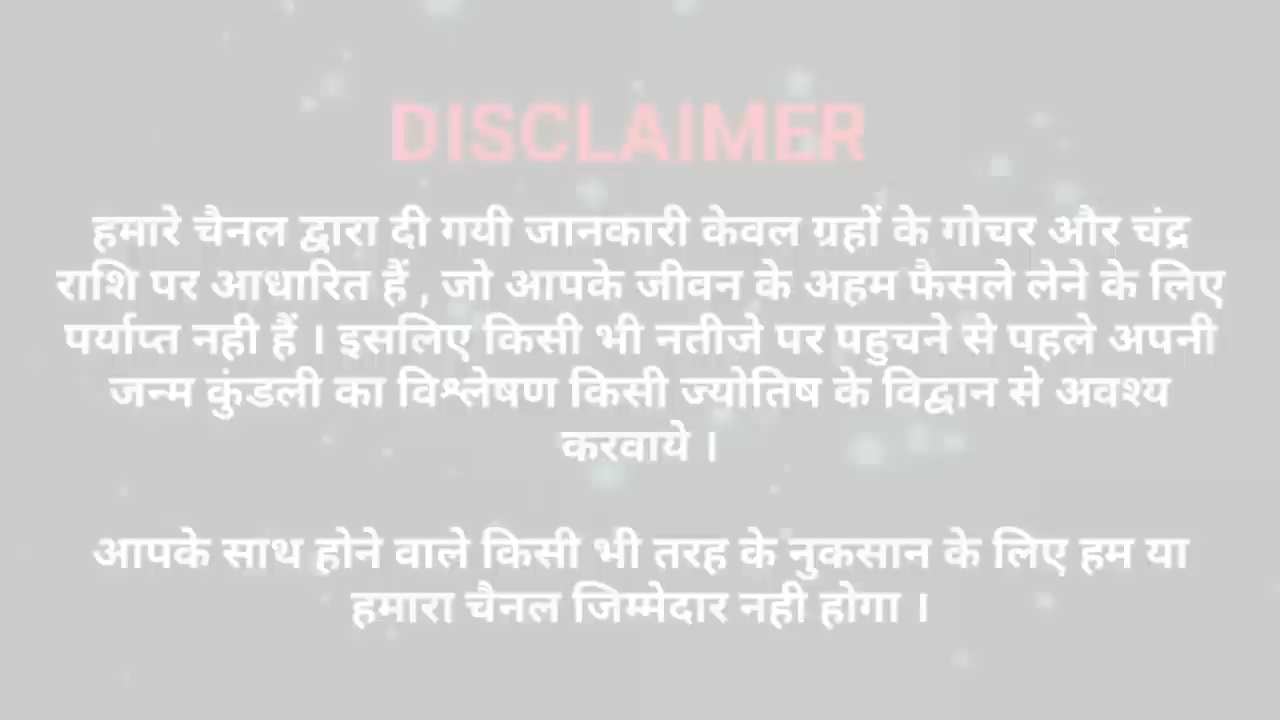 DISCLAIMER
हमारे चैनल द्वारा दी गयी जानकारी केवल ग्रहों के गोचर और चंद्र
राशि पर आधारित हैं , जो आपके जीवन के अहम फैसले लेने के लिए
पर्याप्त नही हैं । इसलिए किसी भी नतीजे पर पहुचने से पहले अपनी
जन्म कुंडली का विश्लेषण किसी ज्योतिष के विद्वान से अवश्य
करवाये ।
आपके साथ होने वाले किसी भी तरह के नुकसान के लिए हम या
हमारा चैनल जिम्मेदार नही होगा ।